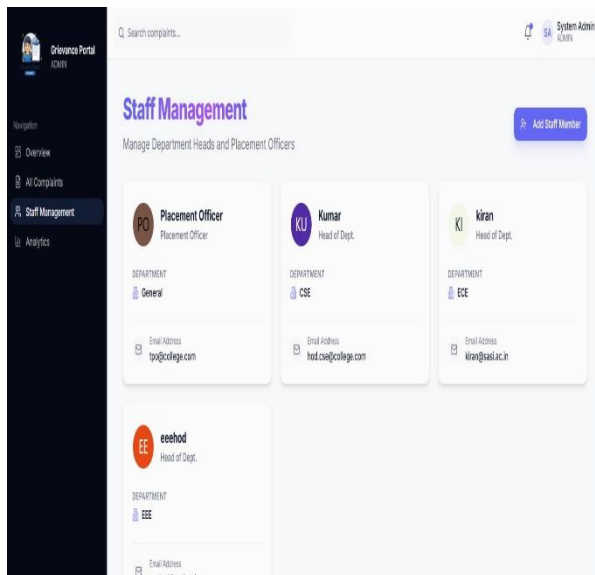 Grievance Portal
ADMIN
Navigation
Overview
All Complaints
Staff Management
Analytics
Search complaints...
SA
System Admin
ADMIN
Staff Management
Manage Department Heads and Placement Officers
Add Staff Member
PO
Placement Officer
Placement Officer
DEPARTMENT
General
Email Address
tpo@college.com
KU
Kumar
Head of Dept.
DEPARTMENT
CSE
Email Address
hod.cse@college.com
KI
kiran
Head of Dept.
DEPARTMENT
ECE
Email Address
kiran@sasi.ac.in
EE
eeehod
Head of Dept.
DEPARTMENT
EEE
Email Address